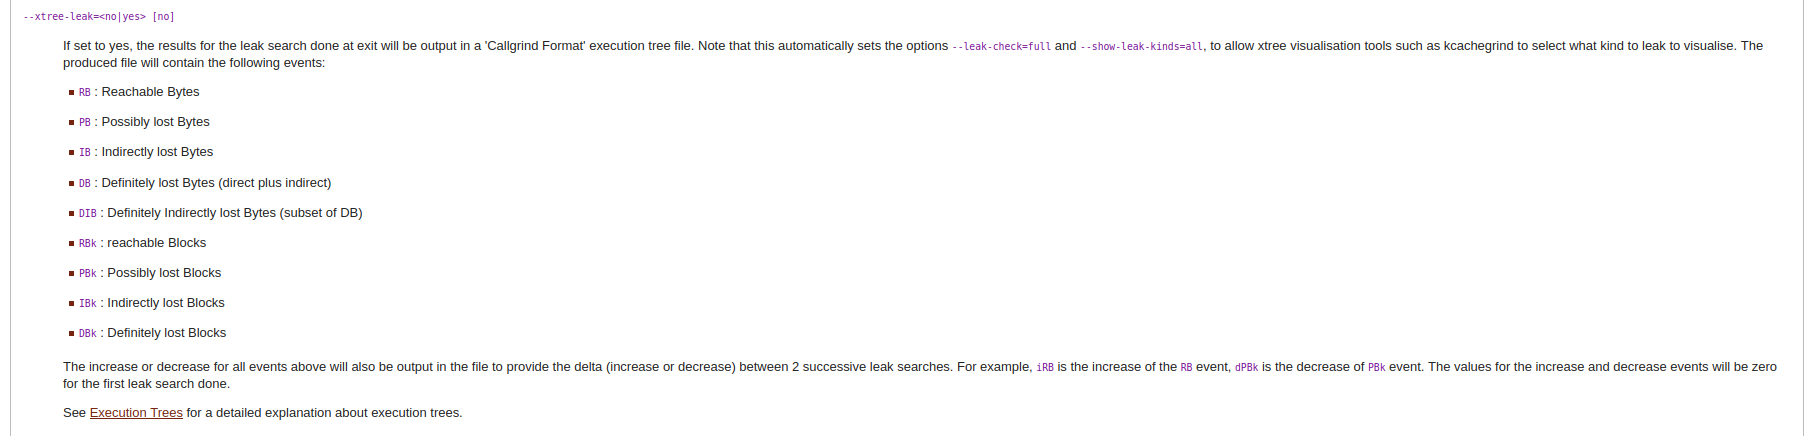 --xtree-leak=<no|yes> [no]
If set to yes, the results for the leak search done at exit will be output in a 'Callgrind Format' execution tree file. Note that this automatically sets the options --leak-check=full and --show-leak-kinds=all, to allow xtree visualisation tools such as kcachegrind to select what kind to leak to visualise. The
produced file will contain the following events:
RB : Reachable Bytes
PB : Possibly lost Bytes
IB : Indirectly lost Bytes
DB : Definitely lost Bytes (direct plus indirect)
DIB : Definitely Indirectly lost Bytes (subset of DB)
RBk : reachable Blocks
PBk : Possibly lost Blocks
IBk : Indirectly lost Blocks
DBk : Definitely lost Blocks
The increase or decrease for all events above will also be output in the file to provide the delta (increase or decrease) between 2 successive leak searches. For example, iRB is the increase of the RB event, dPBk is the decrease of PBk event. The values for the increase and decrease events will be zero
for the first leak search done.
See Execution Trees for a detailed explanation about execution trees.